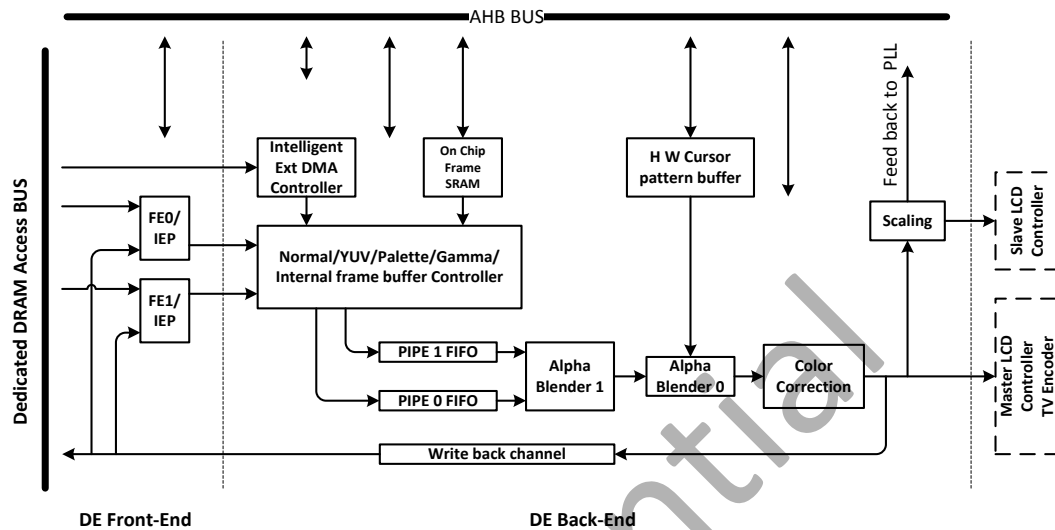 AHB BUS
Dedicated DRAM Access BUS
Feed back to PLL
Intelligent
Ext DMA
Controller
On Chip
Frame
SRAM
H W Cursor
pattern buffer
FE0/
IEP
Scaling
Slave LCD
Controller
Normal/YUV/Palette/Gamma/
Internal frame buffer Controller
FE1/
IEP
PIPE 1 FIFO
PIPE 0 FIFO
Alpha
Blender 1
Alpha
Blender 0
Color
Correction
Master LCD
Controller
TV Encoder
Write back channel
DE Front-End
DE Back-End
ntial